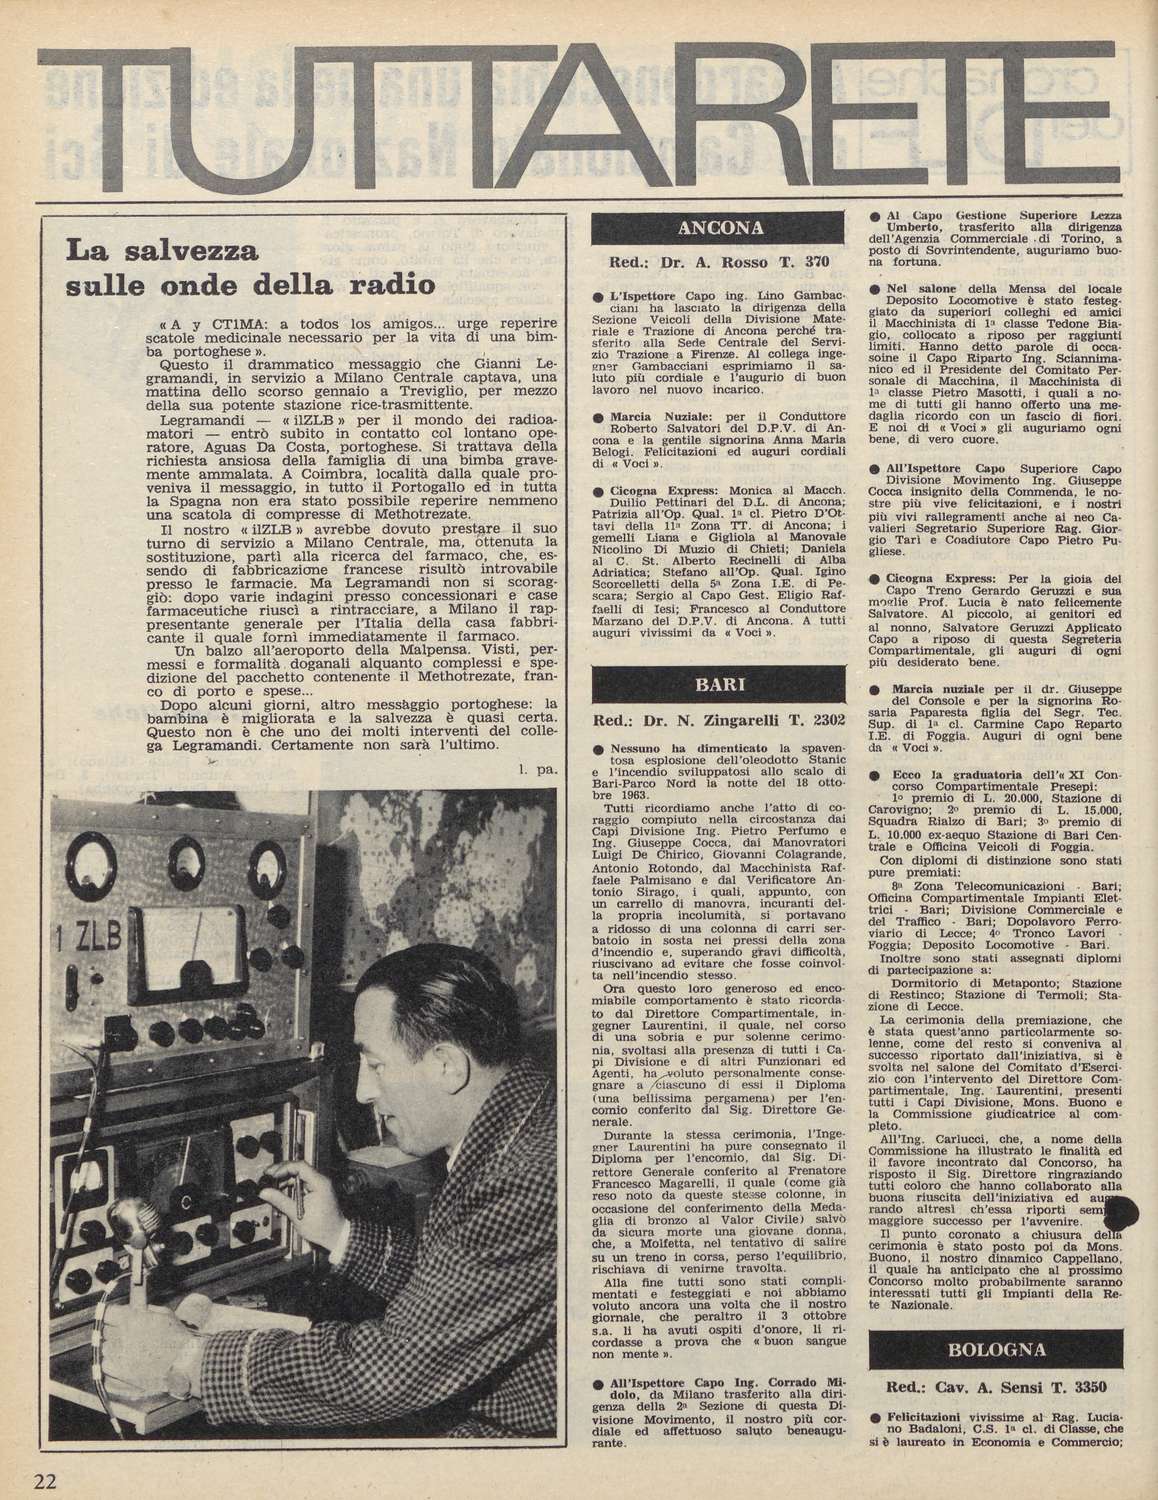 TUTTARETE
La salvezza
sulle onde della radio
« A y CT1MA: a todos los amigos... urge reperire
scatole medicinale necessario per la vita di una bim-
ba portoghese ».
Questo il drammatico messaggio che Gianni Le-
gramandi, in servizio a Milano Centrale captava, una
mattina dello scorso gennaio a Treviglio, per mezzo
della sua potente stazione rice-trasmittente.
Legramandi — « i1ZLB » per il mondo dei radioa-
matori — entrò subito in contatto col lontano ope-
ratore, Aguas Da Costa, portoghese. Si trattava della
richiesta ansiosa della famiglia di una bimba grave-
mente ammalata. A Coimbra, località dalla quale pro-
veniva il messaggio, in tutto il Portogallo ed in tutta
la Spagna non era stato possibile reperire nemmeno
una scatola di compresse di Methotrezate.
Il nostro « i1ZLB » avrebbe dovuto prestare il suo
turno di servizio a Milano Centrale, ma, ottenuta la
sostituzione, partì alla ricerca del farmaco, che, es-
sendo di fabbricazione francese risultò introvabile
presso le farmacie. Ma Legramandi non si scorag-
giò: dopo varie indagini presso concessionari e case
farmaceutiche riuscì a rintracciare, a Milano il rap-
presentante generale per l'Italia della casa fabbri-
cante il quale fornì immediatamente il farmaco.
Un balzo all'aeroporto della Malpensa. Visti, per-
messi e formalità doganali alquanto complessi e spe-
dizione del pacchetto contenente il Methotrezate, fran-
co di porto e spese...
Dopo alcuni giorni, altro messaggio portoghese: la
bambina è migliorata e la salvezza è quasi certa.
Questo non è che uno dei molti interventi del colle-
ga Legramandi. Certamente non sarà l'ultimo.
l. pa.
1 ZLB
ANCONA
Red.: Dr. A. Rosso T. 370
● L'Ispettore Capo ing. Lino Gambac-
ciani ha lasciato la dirigenza della
Sezione Veicoli della Divisione Mate-
riale e Trazione di Ancona perché tra-
sferito alla Sede Centrale del Servi-
zio Trazione a Firenze. Al collega inge-
gner Gambacciani esprimiamo il sa-
luto più cordiale e l'augurio di buon
lavoro nel nuovo incarico.
● Marcia Nuziale: per il Conduttore
Roberto Salvatori del D.P.V. di An-
cona e la gentile signorina Anna Maria
Belogi. Felicitazioni ed auguri cordiali
di « Voci ».
● Cicogna Express: Monica al Macch.
Duilio Pettinari del D.L. di Ancona;
Patrizia all'Op. Qual. 1ª cl. Pietro D'Ot-
tavi della 11ª Zona TT. di Ancona; i
gemelli Liana e Gigliola al Manovale
Nicolino Di Muzio di Chieti; Daniela
al C. St. Alberto Recinelli di Alba
Adriatica; Stefano all'Op. Qual. Igino
Scorcelletti della 5ª Zona I.E. di Pe-
scara; Sergio al Capo Gest. Eligio Raf-
faelli di Iesi; Francesco al Conduttore
Marzano del D.P.V. di Ancona. A tutti
auguri vivissimi da « Voci ».
BARI
Red.: Dr. N. Zingarelli T. 2302
● Nessuno ha dimenticato la spaven-
tosa esplosione dell'oleodotto Stanic
e l'incendio sviluppatosi allo scalo di
Bari-Parco Nord la notte del 18 otto-
bre 1963.
Tutti ricordiamo anche l'atto di co-
raggio compiuto nella circostanza dai
Capi Divisione Ing. Pietro Perfumo e
Ing. Giuseppe Cocca, dai Manovratori
Luigi De Chirico, Giovanni Colagrande,
Antonio Rotondo, dal Macchinista Raf-
faele Palmisano e dal Verificatore An-
tonio Sirago, i quali, appunto, con
un carrello di manovra, incuranti del-
la propria incolumità, si portavano
a ridosso di una colonna di carri ser-
batoio in sosta nei pressi della zona
d'incendio e, superando gravi difficoltà,
riuscivano ad evitare che fosse coinvol-
ta nell'incendio stesso.
Ora questo loro generoso ed enco-
miabile comportamento è stato ricorda-
to dal Direttore Compartimentale, in-
gegner Laurentini, il quale, nel corso
di una sobria e pur solenne cerimo-
nia, svoltasi alla presenza di tutti i Ca-
pi Divisione e di altri Funzionari ed
Agenti, ha voluto personalmente conse-
gnare a ciascuno di essi il Diploma
(una bellissima pergamena) per l'en-
comio conferito dal Sig. Direttore Ge-
nerale.
Durante la stessa cerimonia, l'Inge-
gner Laurentini ha pure consegnato il
Diploma per l'encomio, dal Sig. Di-
rettore Generale conferito al Frenatore
Francesco Magarelli, il quale (come già
reso noto da queste stesse colonne, in
occasione del conferimento della Meda-
glia di bronzo al Valor Civile) salvò
da sicura morte una giovane donna,
che, a Molfetta, nel tentativo di salire
su un treno in corsa, perso l'equilibrio,
rischiava di venirne travolta.
Alla fine tutti sono stati compli-
mentati e festeggiati e noi abbiamo
voluto ancora una volta che il nostro
giornale, che peraltro il 3 ottobre
s.a. li ha avuti ospiti d'onore, li ri-
cordasse a prova che « buon sangue
non mente ».
● All'Ispettore Capo Ing. Corrado Mi-
dolo, da Milano trasferito alla diri-
genza della 2ª Sezione di questa Di-
visione Movimento, il nostro più cor-
diale ed affettuoso saluto beneaugu-
rante.
● Al Capo Gestione Superiore Lezza
Umberto, trasferito alla dirigenza
dell'Agenzia Commerciale di Torino, a
posto di Sovrintendente, auguriamo buo-
na fortuna.
● Nel salone della Mensa del locale
Deposito Locomotive è stato festeg-
giato da superiori colleghi ed amici
il Macchinista di 1ª classe Tedone Bia-
gio, collocato a riposo per raggiunti
limiti. Hanno detto parole di occa-
soine il Capo Riparto Ing. Sciannima-
nico ed il Presidente del Comitato Per-
sonale di Macchina, il Macchinista di
1ª classe Pietro Masotti, i quali a no-
me di tutti gli hanno offerto una me-
daglia ricordo con un fascio di fiori.
E noi di « Voci » gli auguriamo ogni
bene, di vero cuore.
● All'Ispettore Capo Superiore Capo
Divisione Movimento Ing. Giuseppe
Cocca insignito della Commenda, le no-
stre più vive felicitazioni, e i nostri
più vivi rallegramenti anche ai neo Ca-
valieri Segretario Superiore Rag. Gior-
gio Tarì e Coadiutore Capo Pietro Pu-
gliese.
● Cicogna Express: Per la gioia del
Capo Treno Gerardo Geruzzi e sua
moglie Prof. Lucia è nato felicemente
Salvatore. Al piccolo, ai genitori ed
al nonno, Salvatore Geruzzi Applicato
Capo a riposo di questa Segreteria
Compartimentale, gli auguri di ogni
più desiderato bene.
● Marcia nuziale per il dr. Giuseppe
del Console e per la signorina Ro-
saria Paparesta figlia del Segr. Tec.
Sup. di 1ª cl. Carmine Capo Reparto
I.E. di Foggia. Auguri di ogni bene
da « Voci ».
● Ecco la graduatoria dell'« XI Con-
corso Compartimentale Presepi:
1º premio di L. 20.000, Stazione di
Carovigno; 2º premio di L. 15.000,
Squadra Rialzo di Bari; 3º premio di
L. 10.000 ex-aequo Stazione di Bari Cen-
trale e Officina Veicoli di Foggia.
Con diplomi di distinzione sono stati
pure premiati:
8ª Zona Telecomunicazioni - Bari;
Officina Compartimentale Impianti Elet-
trici - Bari; Divisione Commerciale e
del Traffico - Bari; Dopolavoro Ferro-
viario di Lecce; 4º Tronco Lavori -
Foggia; Deposito Locomotive - Bari.
Inoltre sono stati assegnati diplomi
di partecipazione a:
Dormitorio di Metaponto; Stazione
di Restinco; Stazione di Termoli; Sta-
zione di Lecce.
La cerimonia della premiazione, che
è stata quest'anno particolarmente so-
lenne, come del resto si conveniva al
successo riportato dall'iniziativa, si è
svolta nel salone del Comitato d'Eserci-
zio con l'intervento del Direttore Com-
partimentale, Ing. Laurentini, presenti
tutti i Capi Divisione, Mons. Buono e
la Commissione giudicatrice al com-
pleto.
All'Ing. Carlucci, che, a nome della
Commissione ha illustrato le finalità ed
il favore incontrato dal Concorso, ha
risposto il Sig. Direttore ringraziando
tutti coloro che hanno collaborato alla
buona riuscita dell'iniziativa ed
rando altresì ch'essa riporti
maggiore successo per l'avvenire.
Il punto coronato a chiusura della
cerimonia è stato posto poi da Mons.
Buono, il nostro dinamico Cappellano,
il quale ha anticipato che al prossimo
Concorso molto probabilmente saranno
interessati tutti gli Impianti della Re-
te Nazionale.
BOLOGNA
Red.: Cav. A. Sensi T. 3350
● Felicitazioni vivissime al Rag. Lucia-
no Badaloni, C.S. 1ª cl. di Classe, che
si è laureato in Economia e Commercio;
22